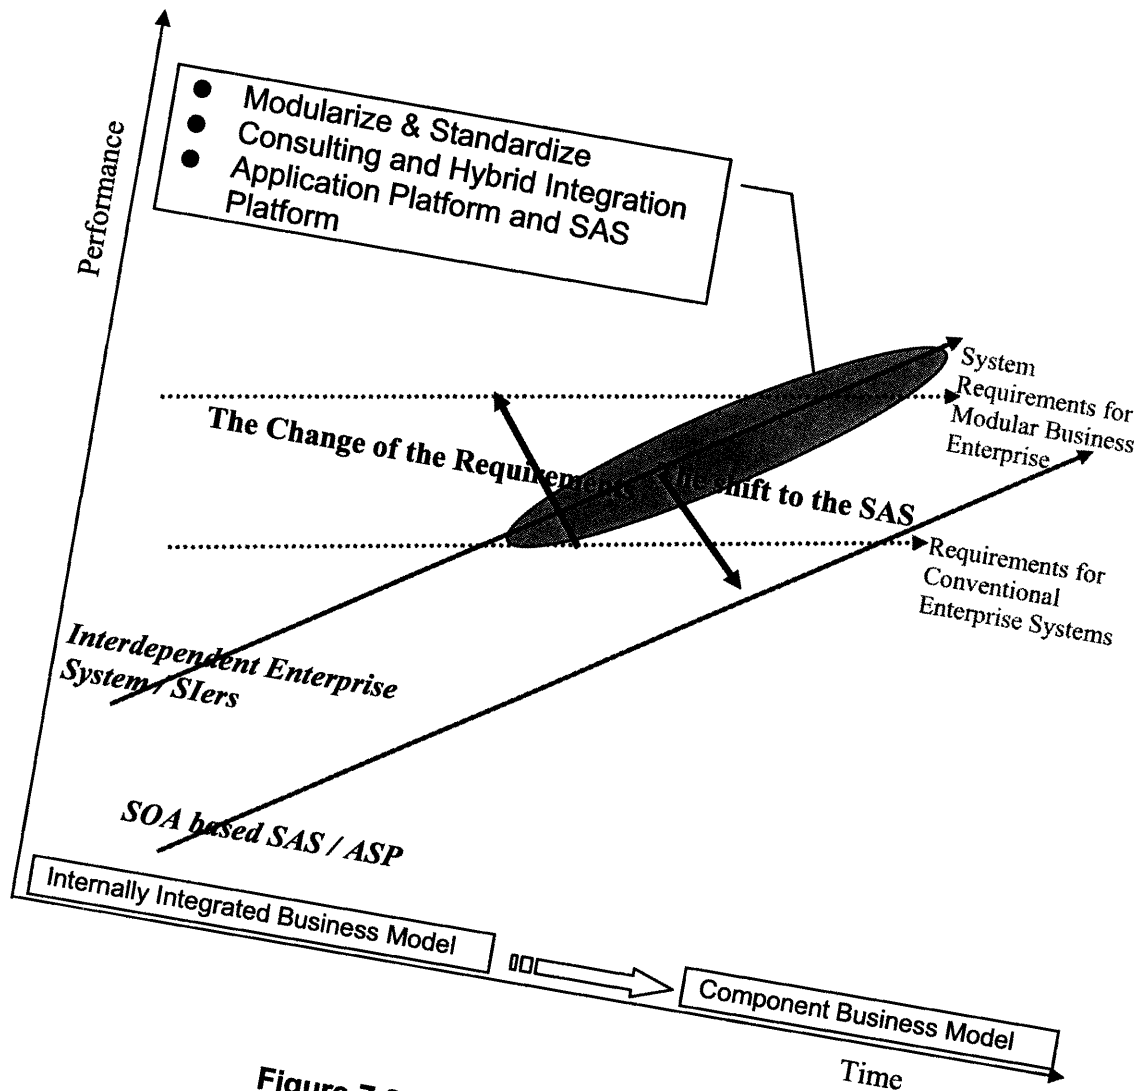 Performance
● Modularize & Standardize
● Consulting and Hybrid Integration
● Application Platform and SAS
Platform
System
Requirements for
Modular Business
Enterprise
The Change of the Requirements
The shift to the SAS
Requirements for
Conventional
Enterprise Systems
Interdependent Enterprise
System / SIers
SOA based SAS / ASP
Internally Integrated Business Model
Component Business Model
Time